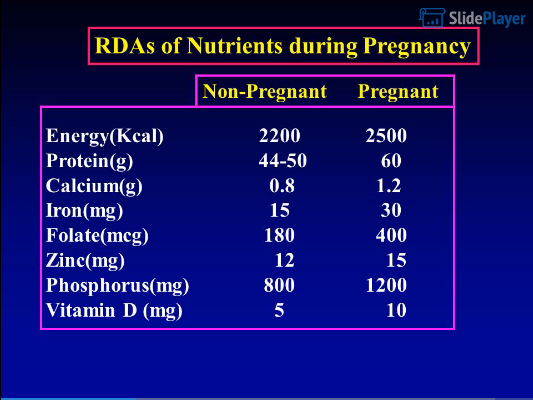 SlidePlayer
RDAs of Nutrients during Pregnancy
Non-Pregnant Pregnant
Energy(Kcal) 2200 2500
Protein(g) 44-50 60
Calcium(g) 0.8 1.2
Iron(mg) 15 30
Folate(mcg) 180 400
Zinc(mg) 12 15
Phosphorus(mg) 800 1200
Vitamin D (mg) 5 10